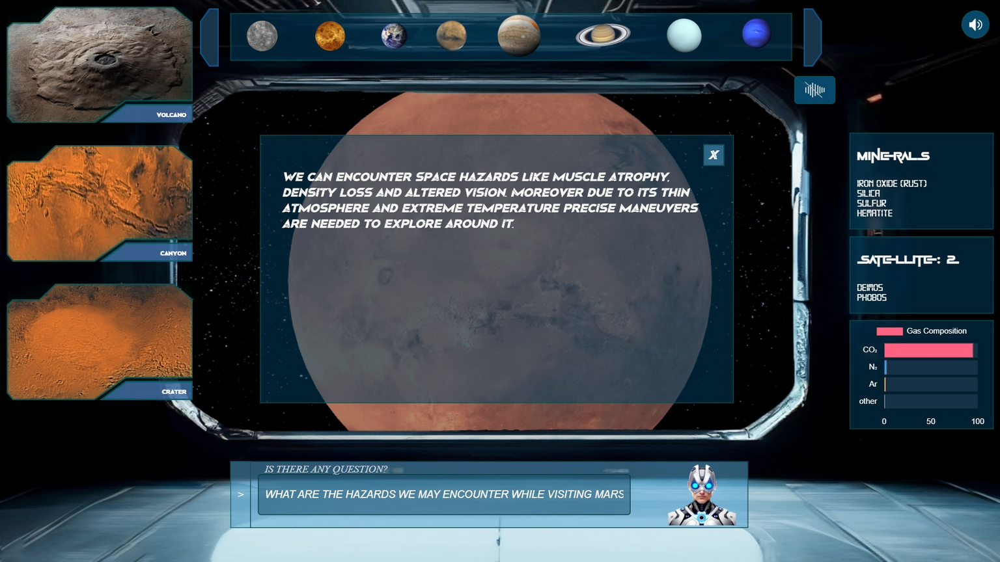 VOLCANO
CANYON
CRATER
X
WE CAN ENCOUNTER SPACE HAZARDS LIKE MUSCLE ATROPHY,
DENSITY LOSS AND ALTERED VISION. MOREOVER DUE TO ITS THIN
ATMOSPHERE AND EXTREME TEMPERATURE PRECISE MANEUVERS
ARE NEEDED TO EXPLORE AROUND IT.
MINERALS
IRON OXIDE (RUST)
SILICA
SULFUR
HEMATITE
SATELLITE: 2
DEIMOS
PHOBOS
Gas Composition
CO₂
N₂
Ar
other
0 50 100
IS THERE ANY QUESTION?
> WHAT ARE THE HAZARDS WE MAY ENCOUNTER WHILE VISITING MARS